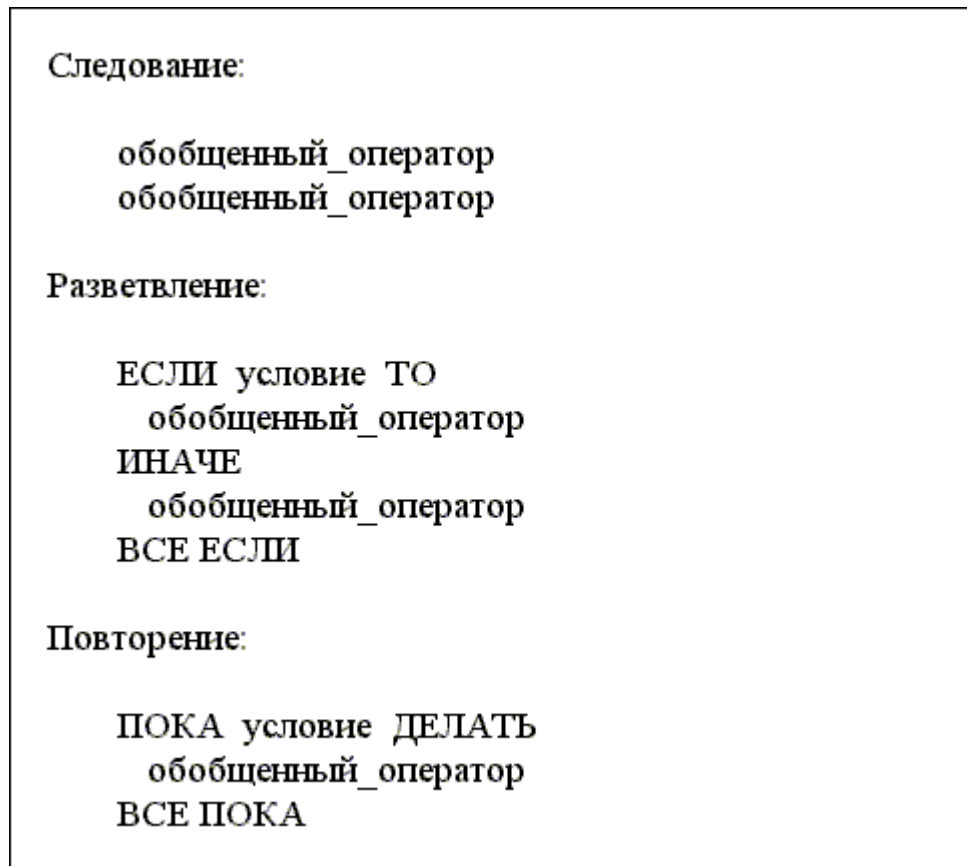 Следование:
обобщенный_оператор
обобщенный_оператор
Разветвление:
ЕСЛИ условие ТО
обобщенный_оператор
ИНАЧЕ
обобщенный_оператор
ВСЕ ЕСЛИ
Повторение:
ПОКА условие ДЕЛАТЬ
обобщенный_оператор
ВСЕ ПОКА